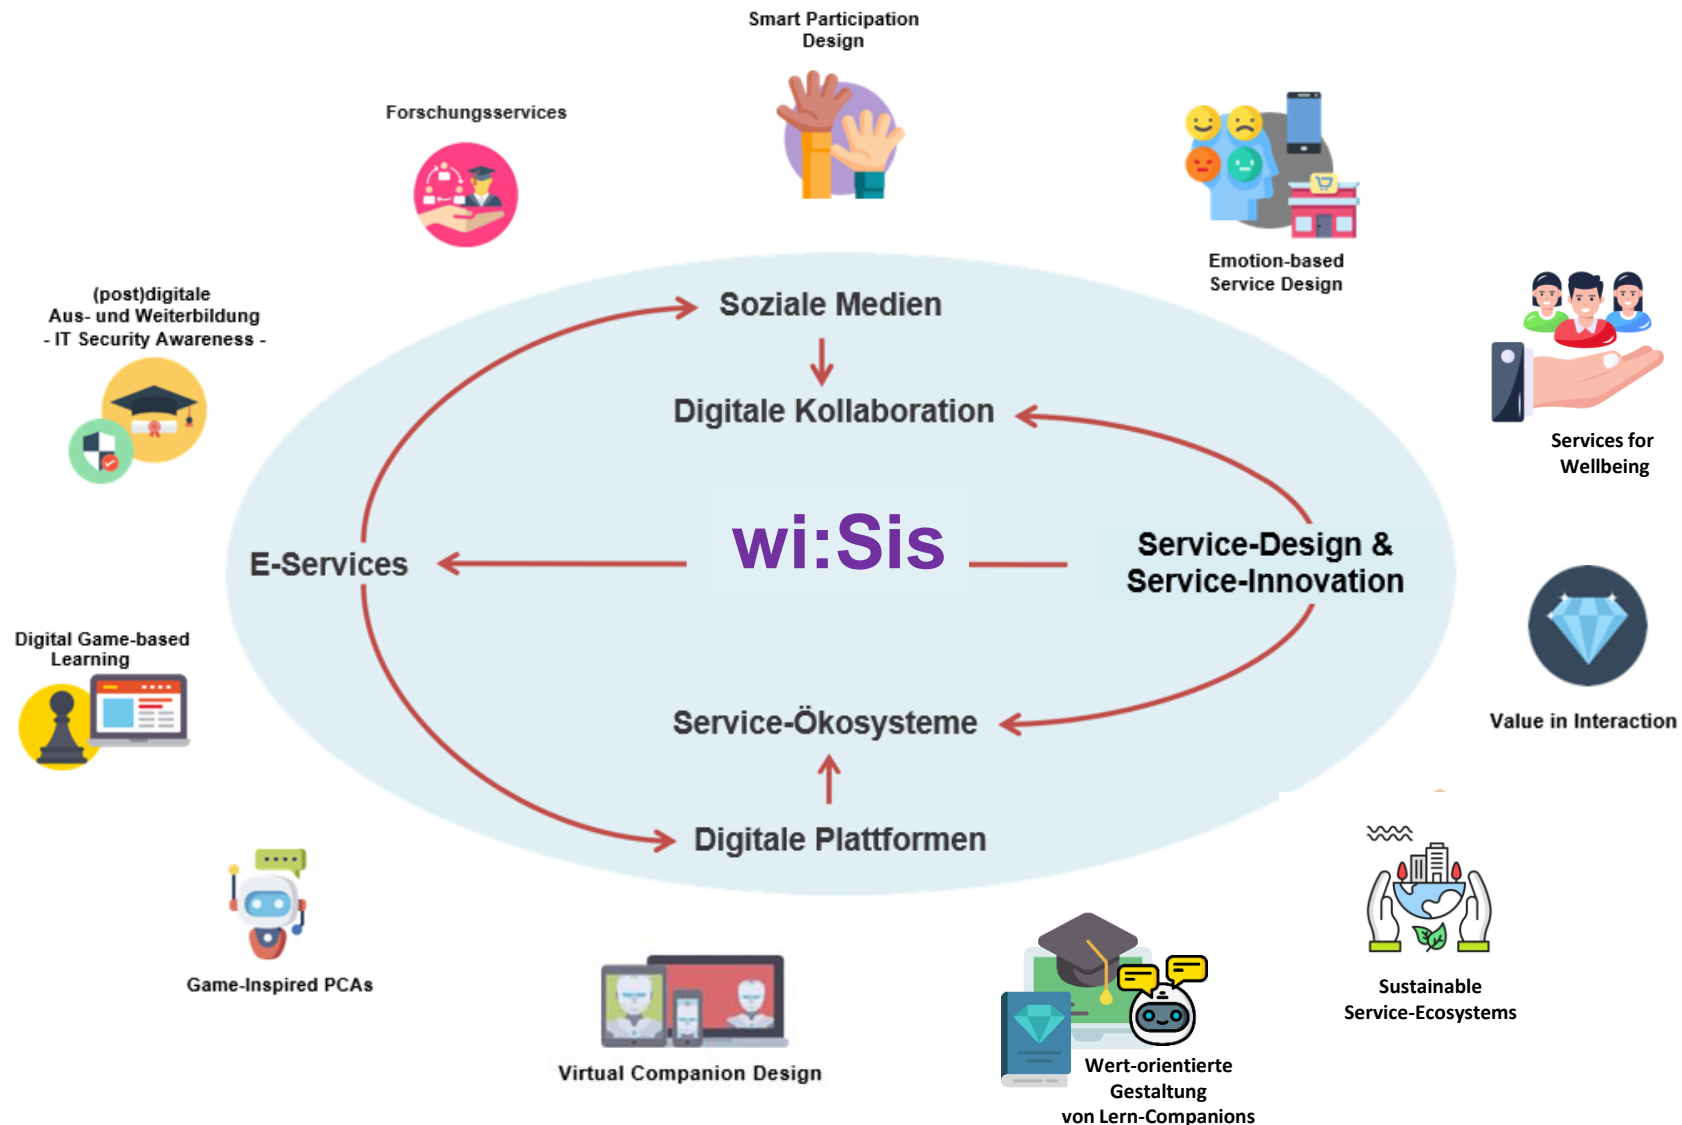 Smart Participation
Design
Forschungsservices
Emotion-based
Service Design
(post)digitale
Aus- und Weiterbildung
- IT Security Awareness -
Soziale Medien
Digitale Kollaboration
Services for
Wellbeing
wi:Sis
E-Services
Service-Design &
Service-Innovation
Digital Game-based
Learning
Service-Ökosysteme
Value in Interaction
Digitale Plattformen
Game-Inspired PCAs
Sustainable
Service-Ecosystems
Virtual Companion Design
Wert-orientierte
Gestaltung
von Lern-Companions